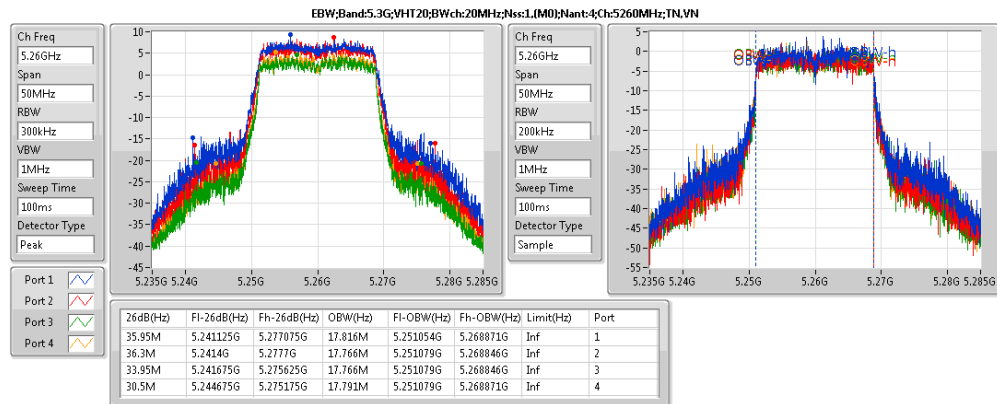 EBW;Band:5.3G;VHT20;BWch:20MHz;Nss:1,(M0);Nant:4;Ch:5260MHz;TN,VN
Ch Freq
5.26GHz
Span
50MHz
RBW
300kHz
VBW
1MHz
Sweep Time
100ms
Detector Type
Peak
10
5
0
-5
-10
-15
-20
-25
-30
-35
-40
-45
5.235G 5.24G 5.25G 5.26G 5.27G 5.28G 5.285G
Ch Freq
5.26GHz
Span
50MHz
RBW
200kHz
VBW
1MHz
Sweep Time
100ms
Detector Type
Sample
5
0
-5
-10
-15
-20
-25
-30
-35
-40
-45
-50
-55
5.235G 5.24G 5.25G 5.26G 5.27G 5.28G 5.285G
Port 1
Port 2
Port 3
Port 4
26dB(Hz) Fl-26dB(Hz) Fh-26dB(Hz) OBW(Hz) Fl-OBW(Hz) Fh-OBW(Hz) Limit(Hz) Port
35.95M 5.241125G 5.277075G 17.816M 5.251054G 5.268871G Inf 1
36.3M 5.2414G 5.2777G 17.766M 5.251079G 5.268846G Inf 2
33.95M 5.241675G 5.275625G 17.766M 5.251079G 5.268846G Inf 3
30.5M 5.244675G 5.275175G 17.791M 5.251079G 5.268871G Inf 4